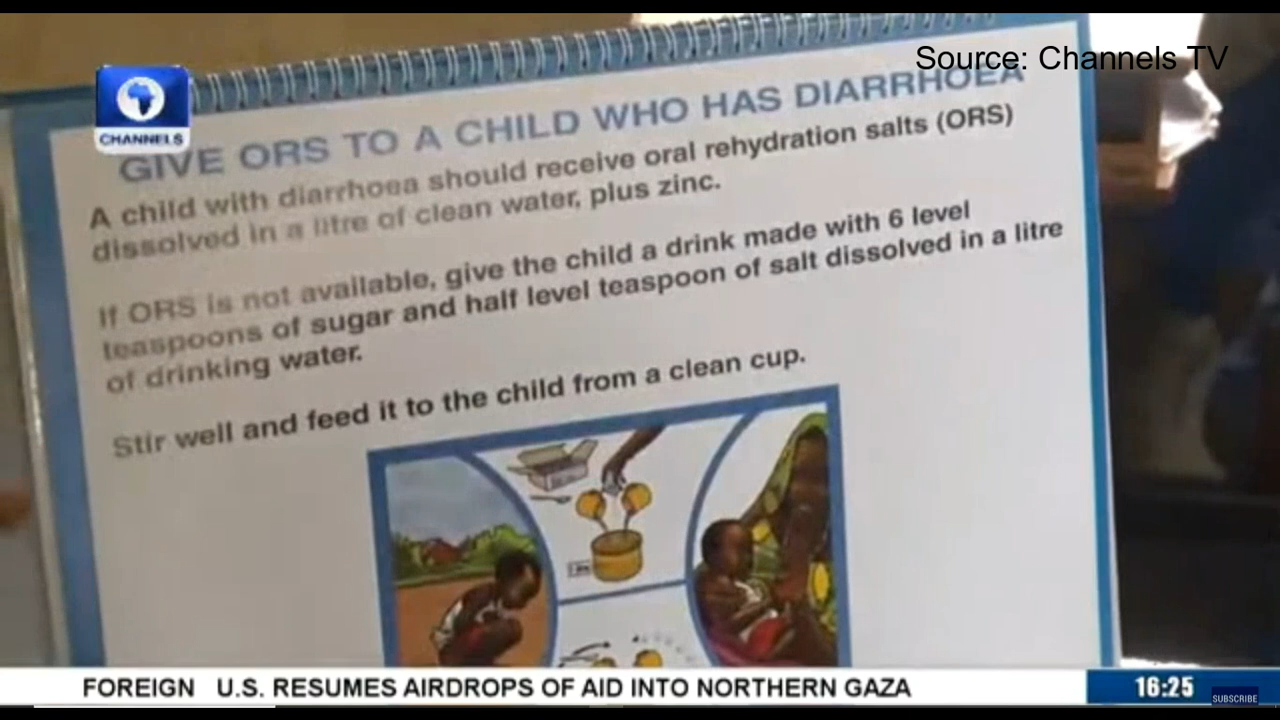 Source: Channels TV
CHANNELS
GIVE ORS TO A CHILD WHO HAS DIARRHOEA
A child with diarrhoea should receive oral rehydration salts (ORS)
dissolved in a litre of clean water, plus zinc.
If ORS is not available, give the child a drink made with 6 level
teaspoons of sugar and half level teaspoon of salt dissolved in a litre
of drinking water.
Stir well and feed it to the child from a clean cup.
FOREIGN U.S. RESUMES AIRDROPS OF AID INTO NORTHERN GAZA
16:25
SUBSCRIBE